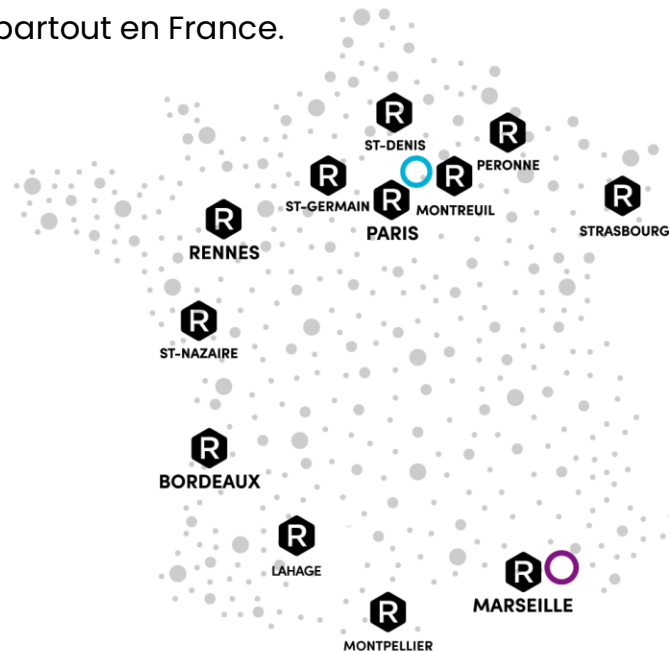 partout en France.
R
ST-DENIS
R
PERONNE
R
ST-GERMAIN
R
PARIS
R
MONTREUIL
R
STRASBOURG
R
RENNES
R
ST-NAZAIRE
R
BORDEAUX
R
LAHAGE
R
MARSEILLE
R
MONTPELLIER